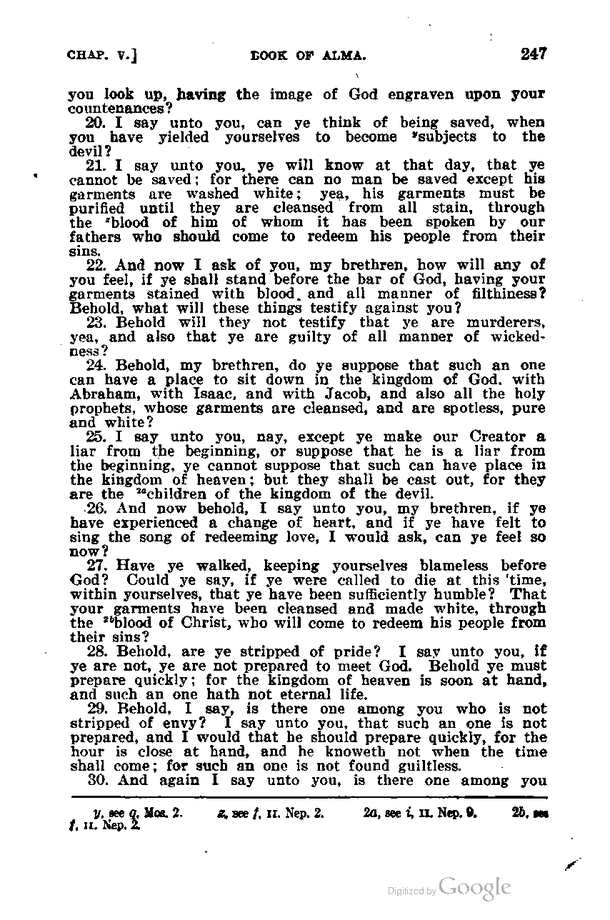 CHAP. V.] BOOK OF ALMA. 247
you look up, having the image of God engraven upon your
countenances?
20. I say unto you, can ye think of being saved, when
you have yielded yourselves to become ʸsubjects to the
devil?
21. I say unto you, ye will know at that day, that ye
cannot be saved; for there can no man be saved except his
garments are washed white; yea, his garments must be
purified until they are cleansed from all stain, through
the ᶻblood of him of whom it has been spoken by our
fathers who should come to redeem his people from their
sins.
22. And now I ask of you, my brethren, how will any of
you feel, if ye shall stand before the bar of God, having your
garments stained with blood and all manner of filthiness?
Behold, what will these things testify against you?
23. Behold will they not testify that ye are murderers,
yea, and also that ye are guilty of all manner of wicked-
ness?
24. Behold, my brethren, do ye suppose that such an one
can have a place to sit down in the kingdom of God, with
Abraham, with Isaac, and with Jacob, and also all the holy
prophets, whose garments are cleansed, and are spotless, pure
and white?
25. I say unto you, nay, except ye make our Creator a
liar from the beginning, or suppose that he is a liar from
the beginning, ye cannot suppose that such can have place in
the kingdom of heaven; but they shall be cast out, for they
are the ²ᵃchildren of the kingdom of the devil.
26. And now behold, I say unto you, my brethren, if ye
have experienced a change of heart, and if ye have felt to
sing the song of redeeming love, I would ask, can ye feel so
now?
27. Have ye walked, keeping yourselves blameless before
God? Could ye say, if ye were called to die at this time,
within yourselves, that ye have been sufficiently humble? That
your garments have been cleansed and made white, through
the ²ᵇblood of Christ, who will come to redeem his people from
their sins?
28. Behold, are ye stripped of pride? I say unto you, if
ye are not, ye are not prepared to meet God. Behold ye must
prepare quickly; for the kingdom of heaven is soon at hand,
and such an one hath not eternal life.
29. Behold, I say, is there one among you who is not
stripped of envy? I say unto you, that such an one is not
prepared, and I would that he should prepare quickly, for the
hour is close at hand, and he knoweth not when the time
shall come; for such an one is not found guiltless.
30. And again I say unto you, is there one among you
y, see q, Mos. 2. z, see f, II. Nep. 2. 2a, see i, II. Nep. 9. 2b, see
f, II. Nep. 2.
Digitized by Google